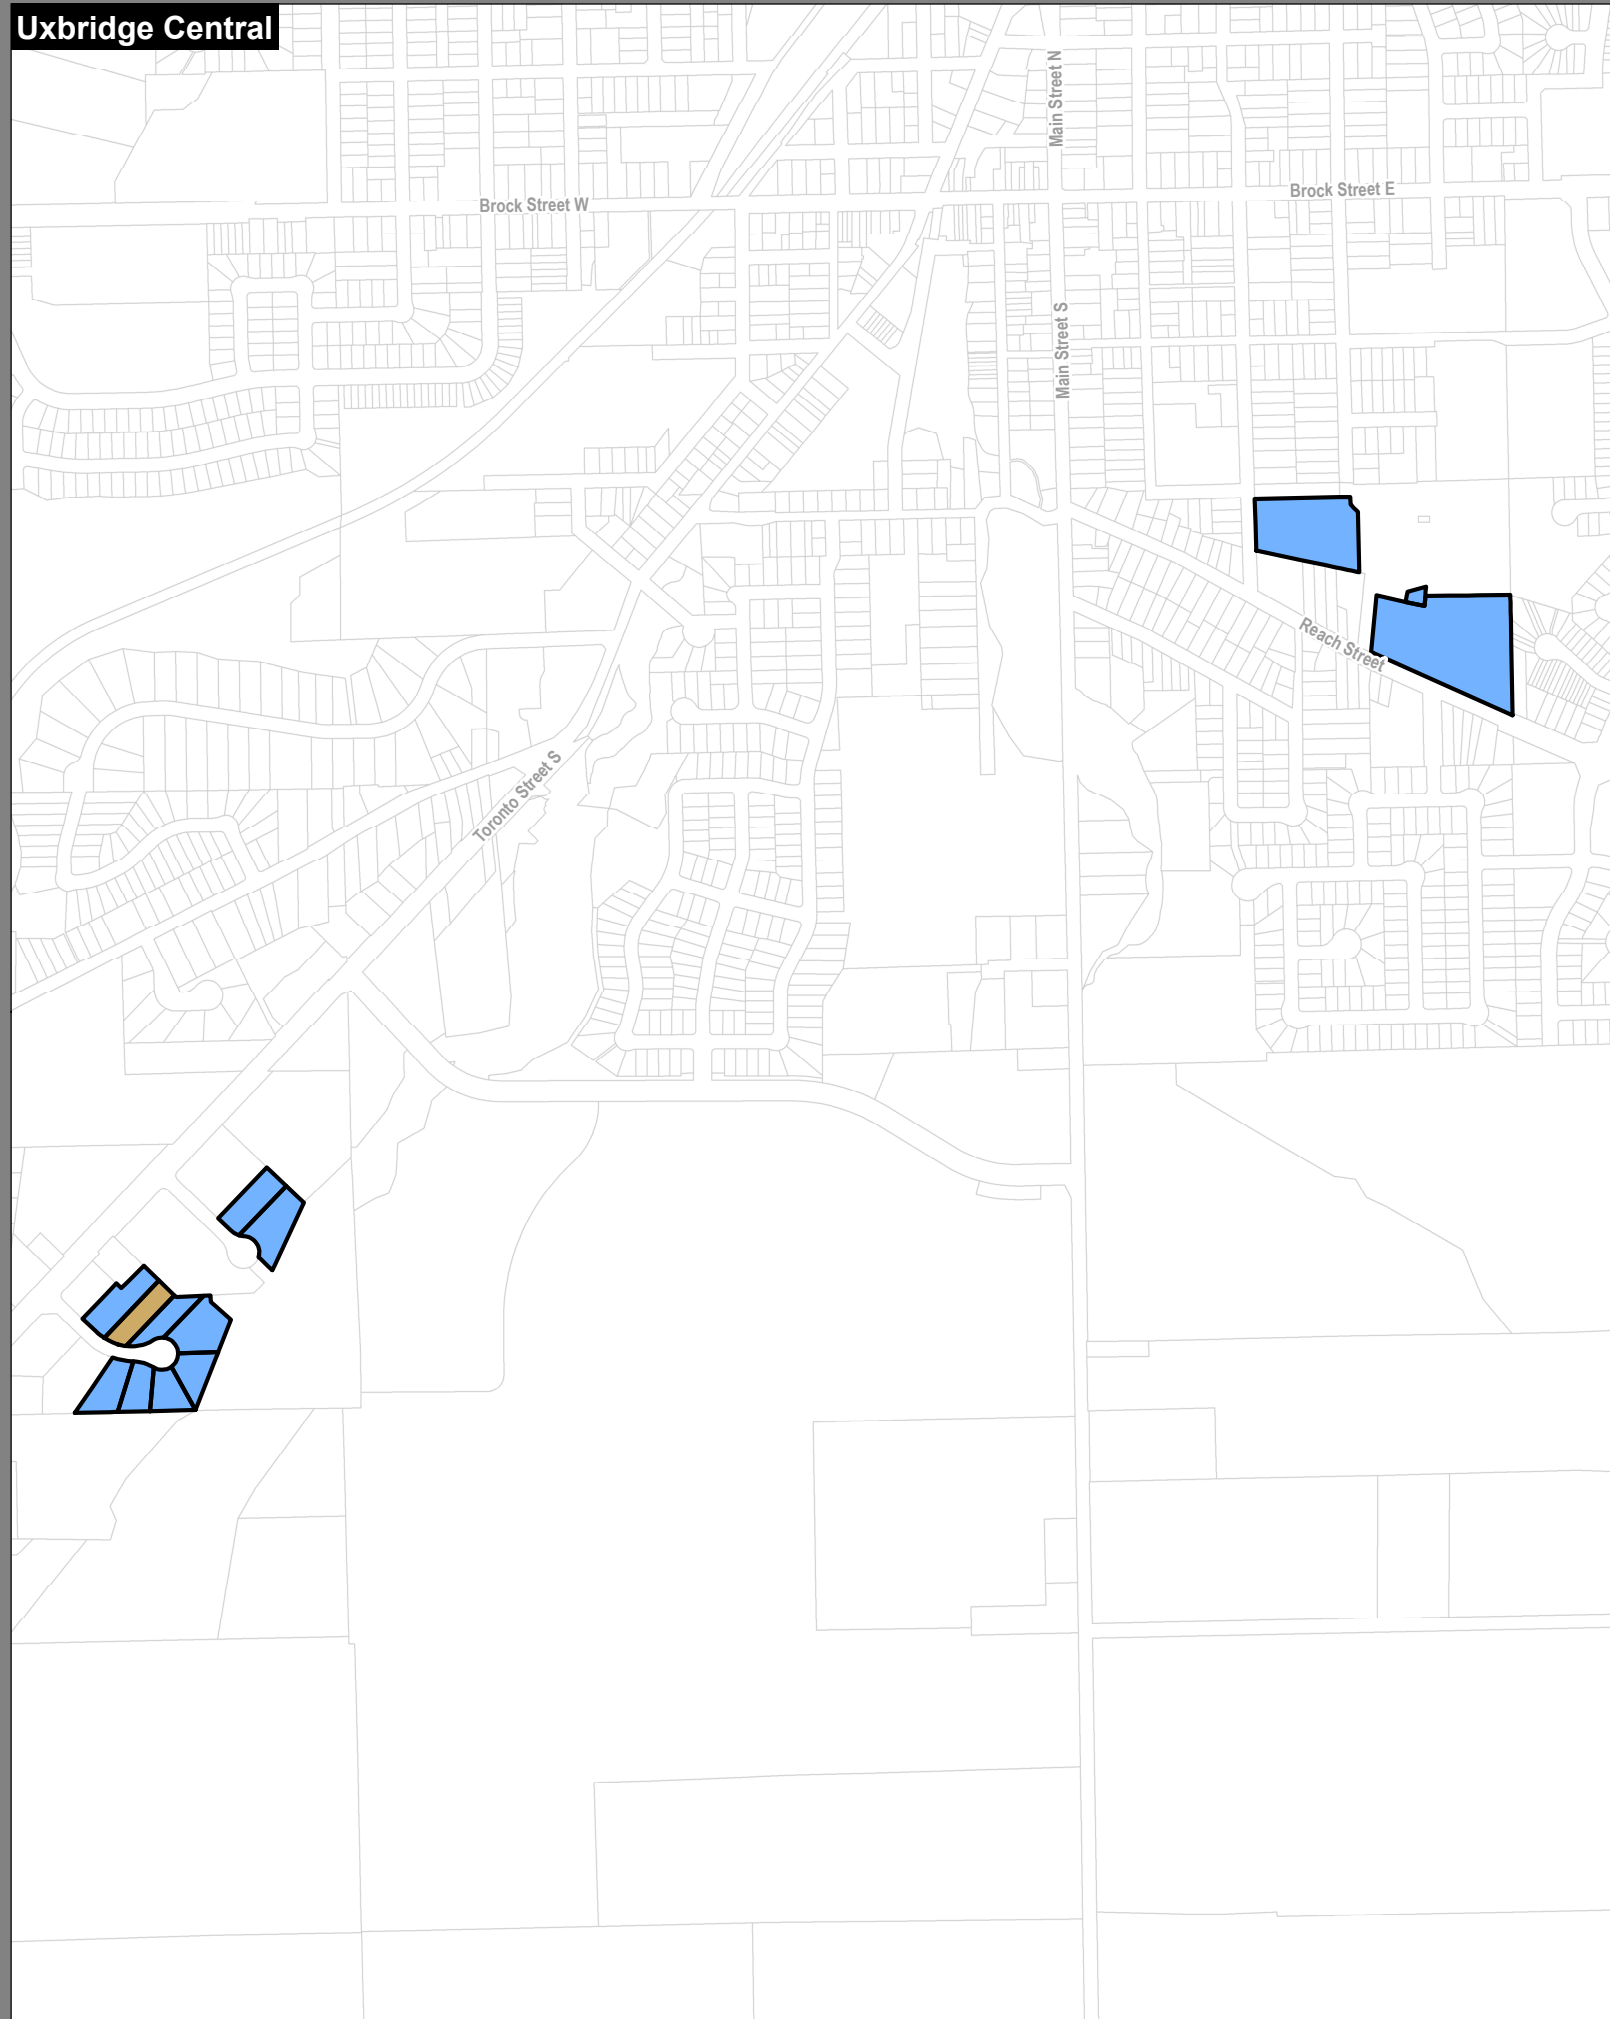 Uxbridge Central
Main Street N
Brock Street W
Brock Street E
Main Street S
Reach Street
Toronto Street S